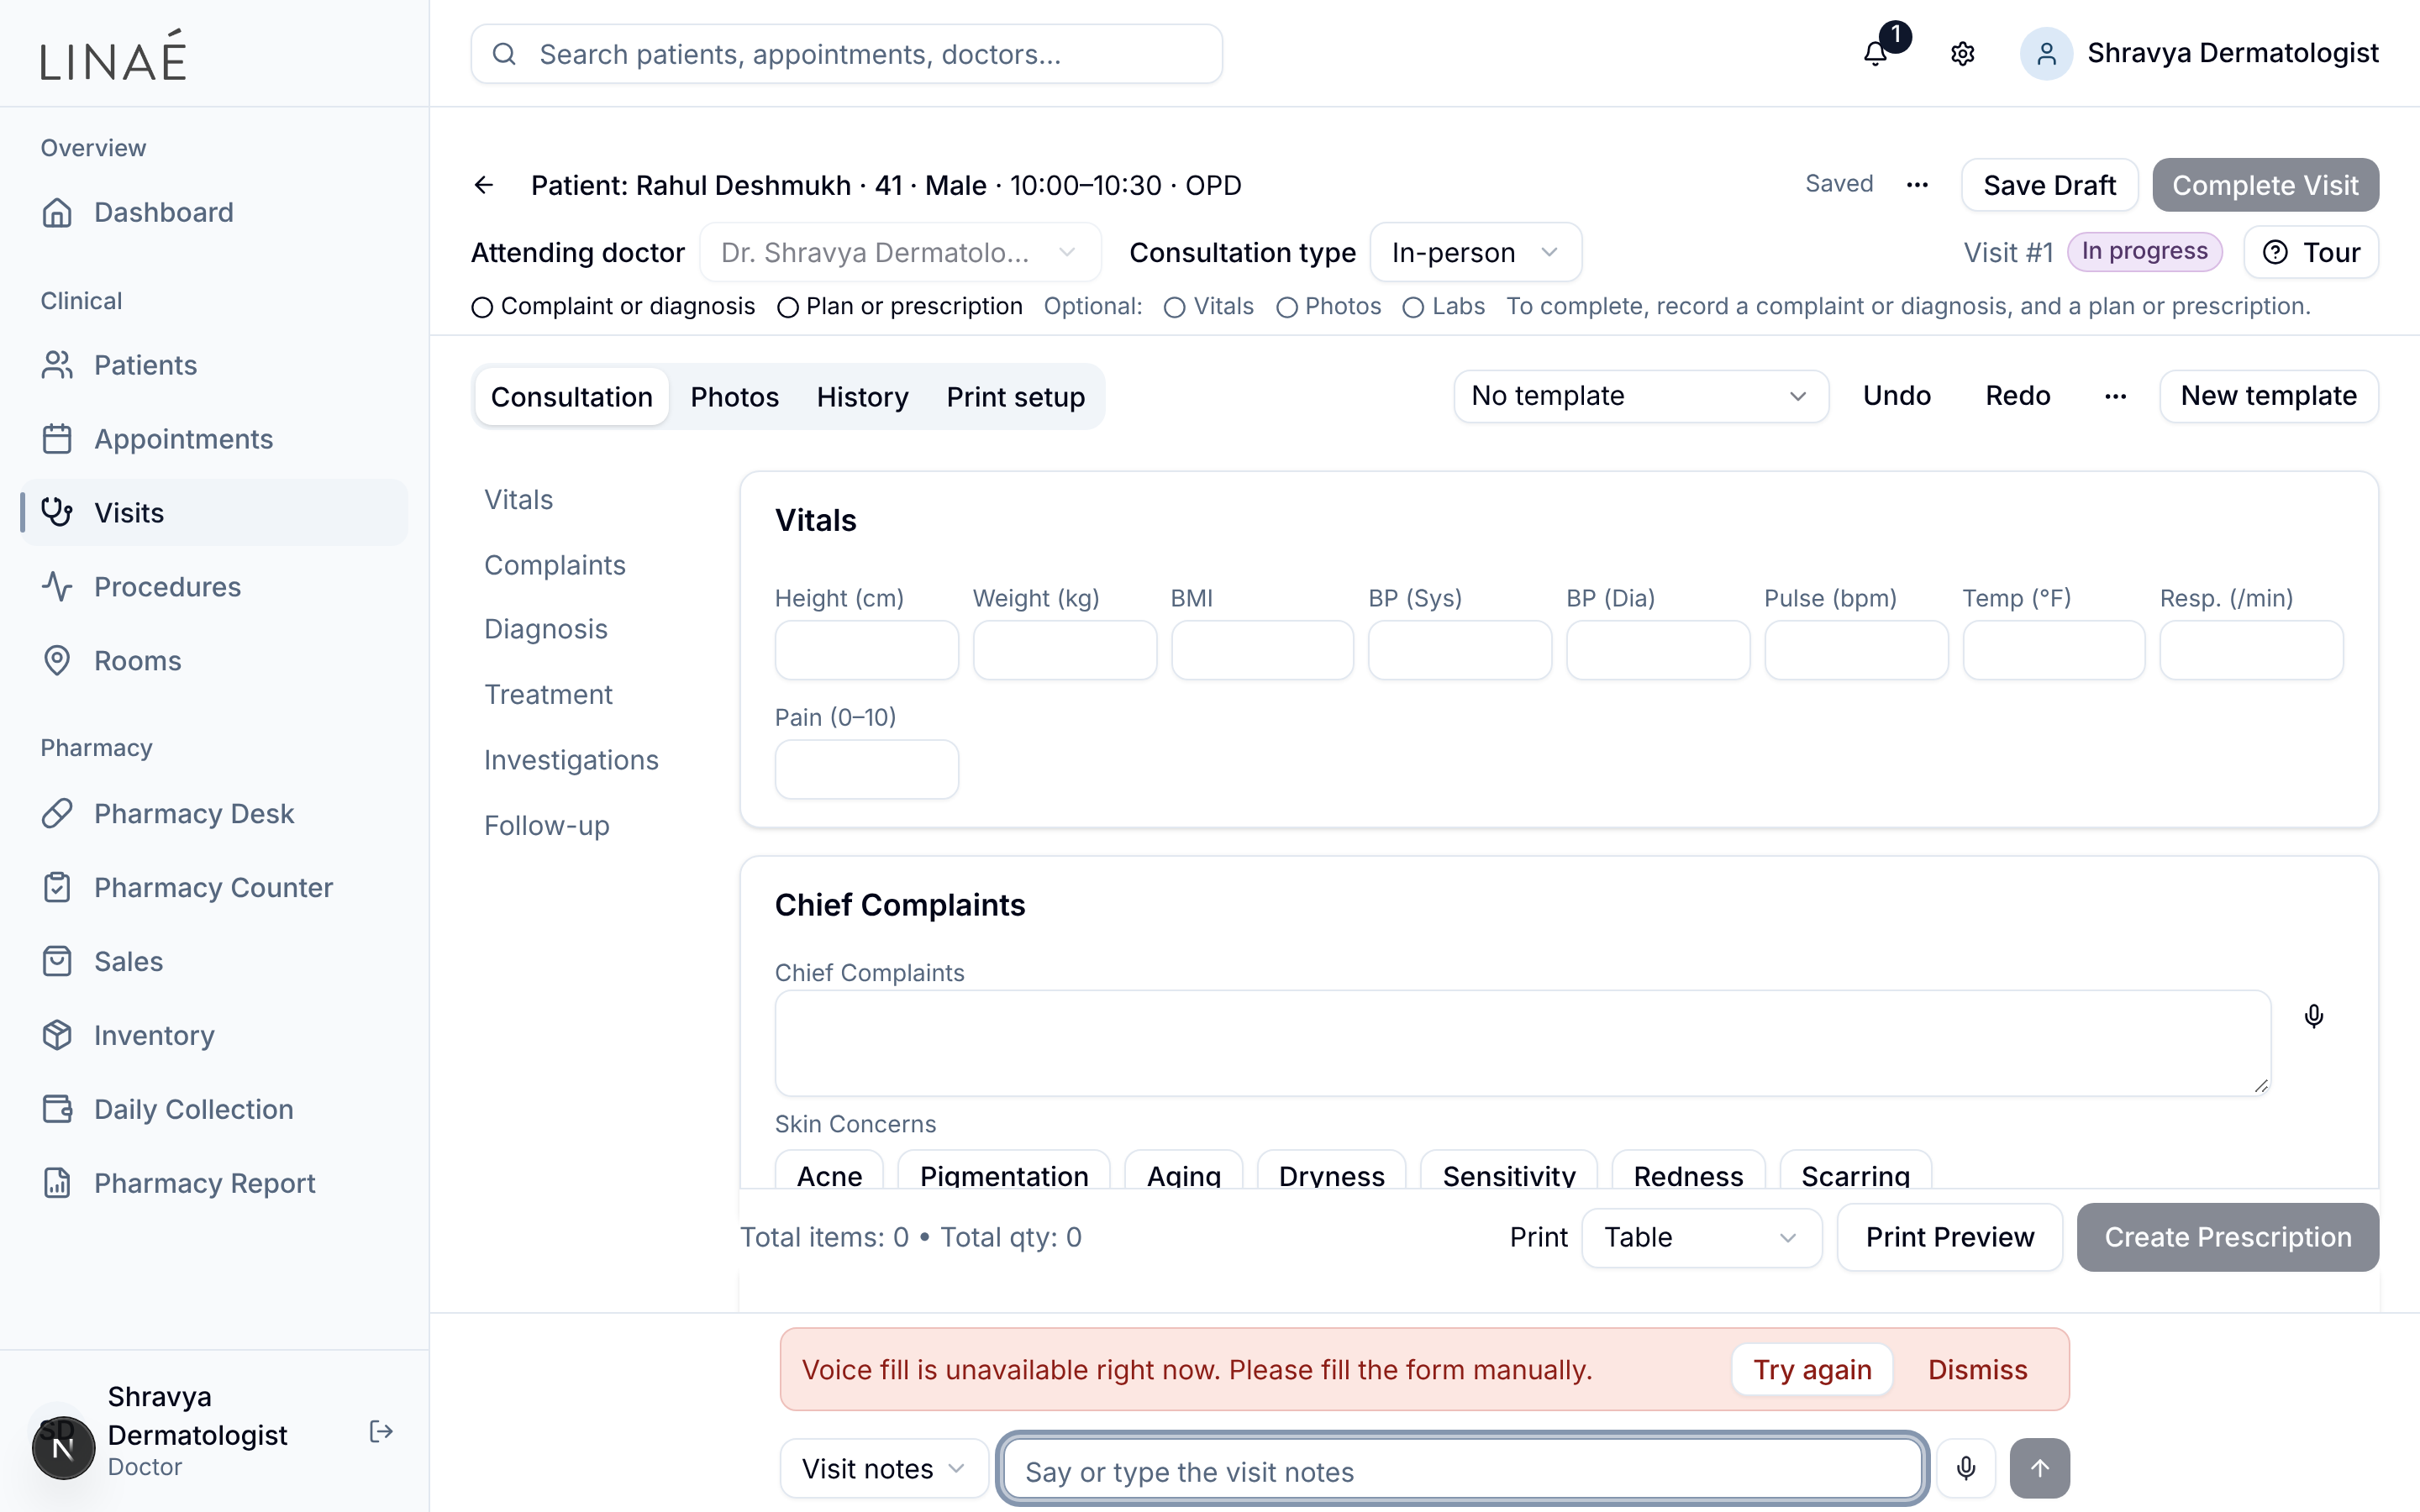 LINAÉ
Search patients, appointments, doctors...
1
Shravya Dermatologist
Overview
Dashboard
Clinical
Patients
Appointments
Visits
Procedures
Rooms
Pharmacy
Pharmacy Desk
Pharmacy Counter
Sales
Inventory
Daily Collection
Pharmacy Report
Shravya
Dermatologist
Doctor
N
Patient: Rahul Deshmukh · 41 · Male · 10:00–10:30 · OPD
Saved
Save Draft
Complete Visit
Attending doctor
Dr. Shravya Dermatolo...
Consultation type
In-person
Visit #1
In progress
Tour
Complaint or diagnosis
Plan or prescription
Optional:
Vitals
Photos
Labs
To complete, record a complaint or diagnosis, and a plan or prescription.
Consultation
Photos
History
Print setup
No template
Undo
Redo
New template
Vitals
Complaints
Diagnosis
Treatment
Investigations
Follow-up
Vitals
Height (cm)
Weight (kg)
BMI
BP (Sys)
BP (Dia)
Pulse (bpm)
Temp (°F)
Resp. (/min)
Pain (0–10)
Chief Complaints
Chief Complaints
Skin Concerns
Acne
Pigmentation
Aging
Dryness
Sensitivity
Redness
Scarring
Total items: 0 • Total qty: 0
Print
Table
Print Preview
Create Prescription
Voice fill is unavailable right now. Please fill the form manually.
Try again
Dismiss
Visit notes
Say or type the visit notes